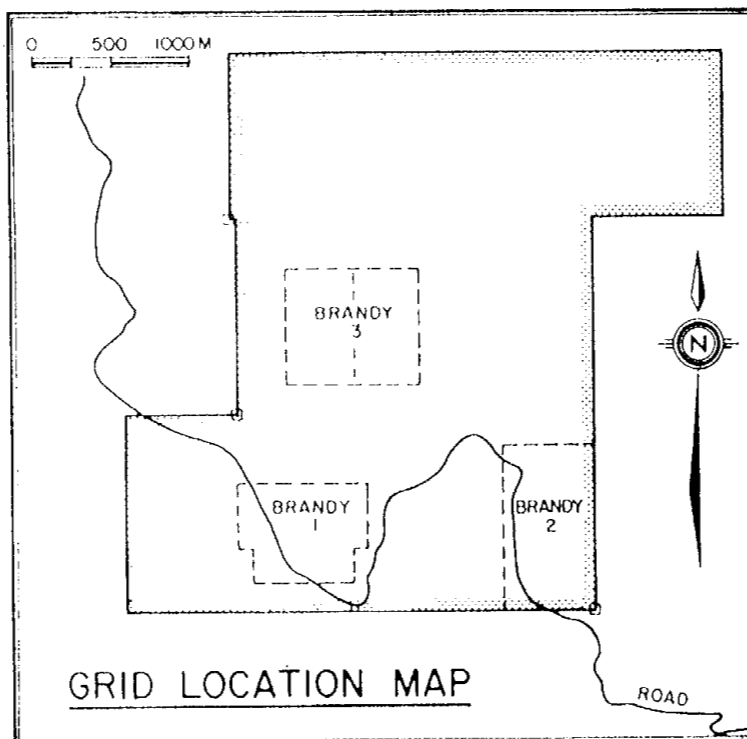 0 500 1000 M
BRANDY
3
N
BRANDY
1
BRANDY
2
GRID LOCATION MAP
ROAD